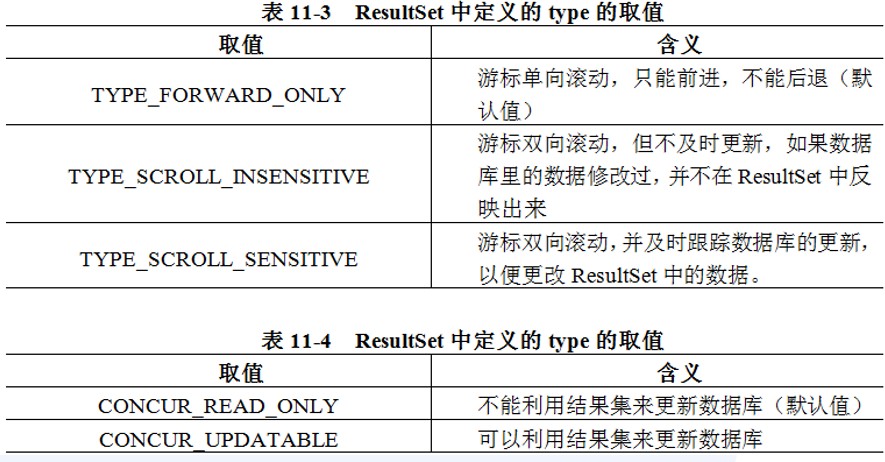 表 11-3 ResultSet 中定义的 type 的取值
取值 含义
TYPE_FORWARD_ONLY 游标单向滚动，只能前进，不能后退（默
认值）
TYPE_SCROLL_INSENSITIVE 游标双向滚动，但不及时更新，如果数据
库里的数据修改过，并不在 ResultSet 中反
映出来
TYPE_SCROLL_SENSITIVE 游标双向滚动，并及时跟踪数据库的更新，
以便更改 ResultSet 中的数据。
表 11-4 ResultSet 中定义的 type 的取值
取值 含义
CONCUR_READ_ONLY 不能利用结果集来更新数据库（默认值）
CONCUR_UPDATABLE 可以利用结果集来更新数据库